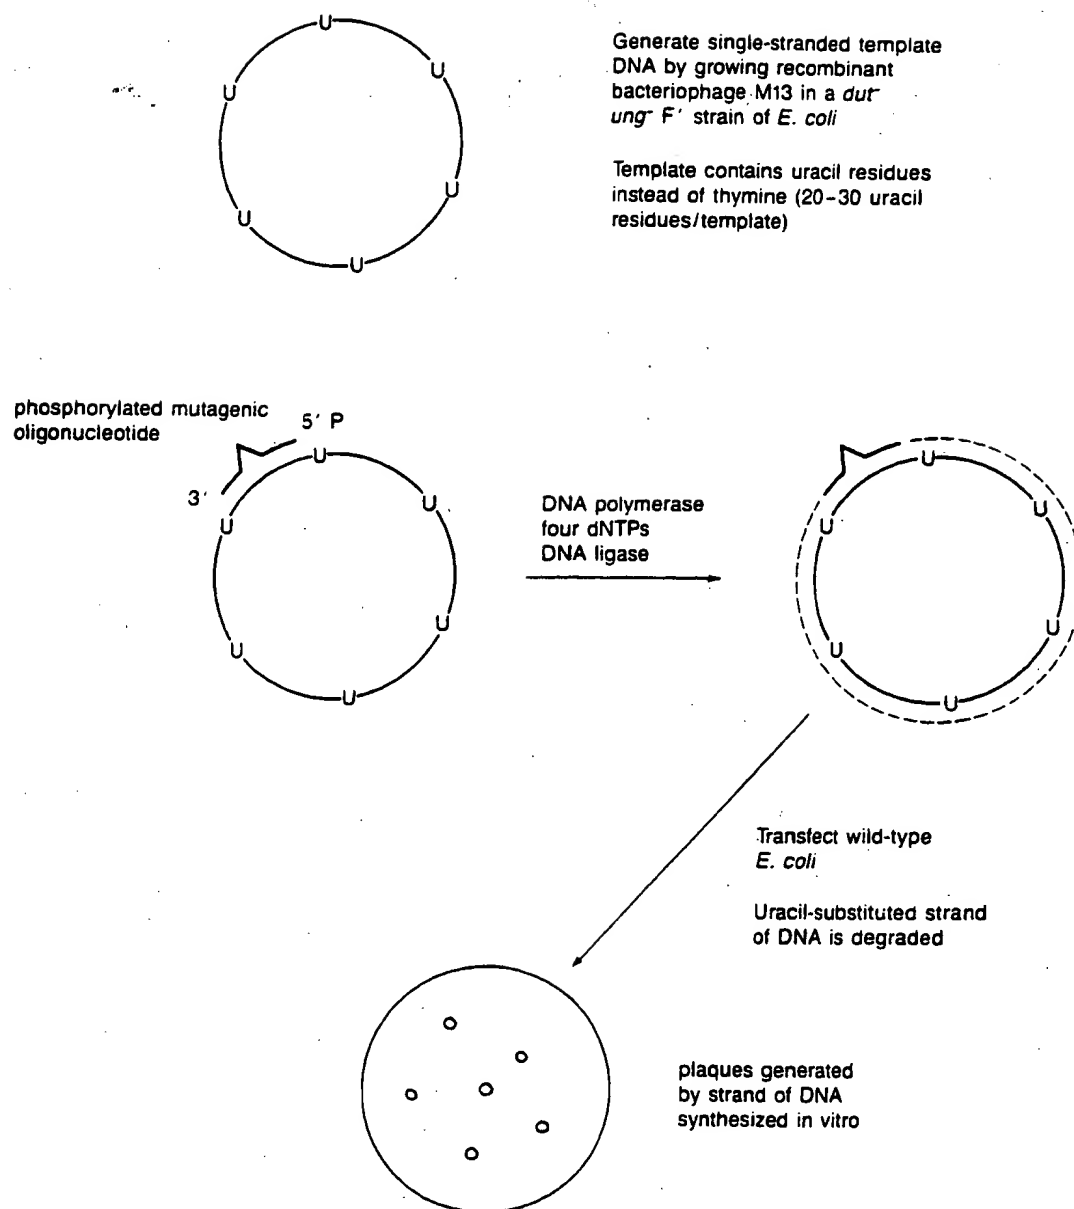 U
U
U
U
U
U
Generate single-stranded template
DNA by growing recombinant
bacteriophage M13 in a dut-
ung- F' strain of E. coli
Template contains uracil residues
instead of thymine (20-30 uracil
residues/template)
phosphorylated mutagenic
oligonucleotide
5' P
3'
U
U
U
U
U
U
DNA polymerase
four dNTPs
DNA ligase
U
U
U
U
U
U
Transfect wild-type
E. coli
Uracil-substituted strand
of DNA is degraded
plaques generated
by strand of DNA
synthesized in vitro